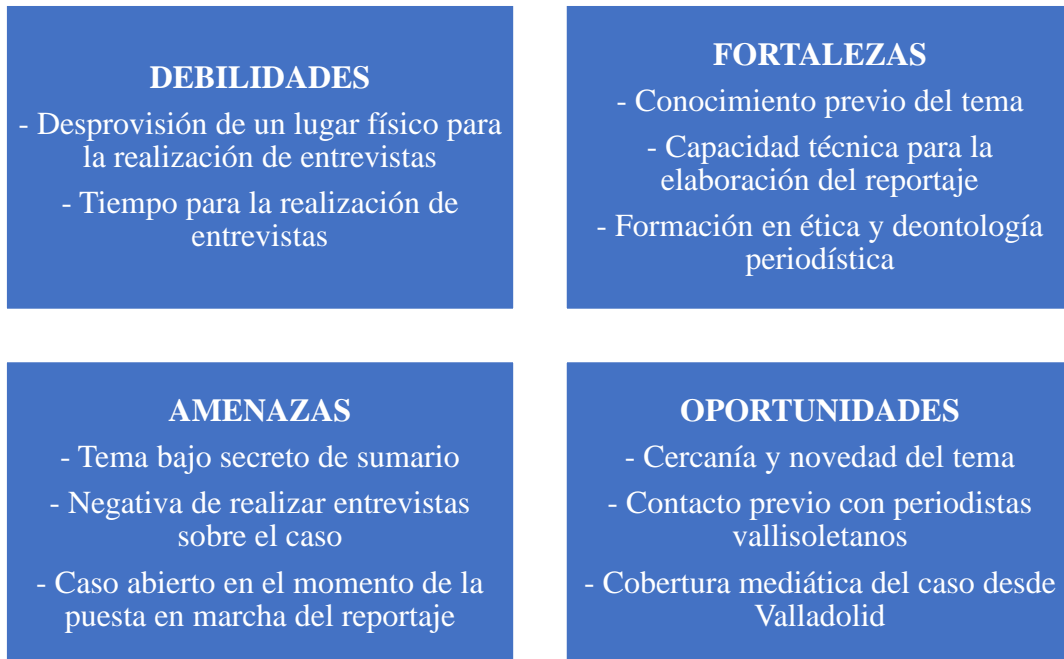 DEBILIDADES
- Desprovisión de un lugar físico para
la realización de entrevistas
- Tiempo para la realización de
entrevistas
FORTALEZAS
- Conocimiento previo del tema
- Capacidad técnica para la
elaboración del reportaje
- Formación en ética y deontología
periodística
AMENAZAS
- Tema bajo secreto de sumario
- Negativa de realizar entrevistas
sobre el caso
- Caso abierto en el momento de la
puesta en marcha del reportaje
OPORTUNIDADES
- Cercanía y novedad del tema
- Contacto previo con periodistas
vallisoletanos
- Cobertura mediática del caso desde
Valladolid